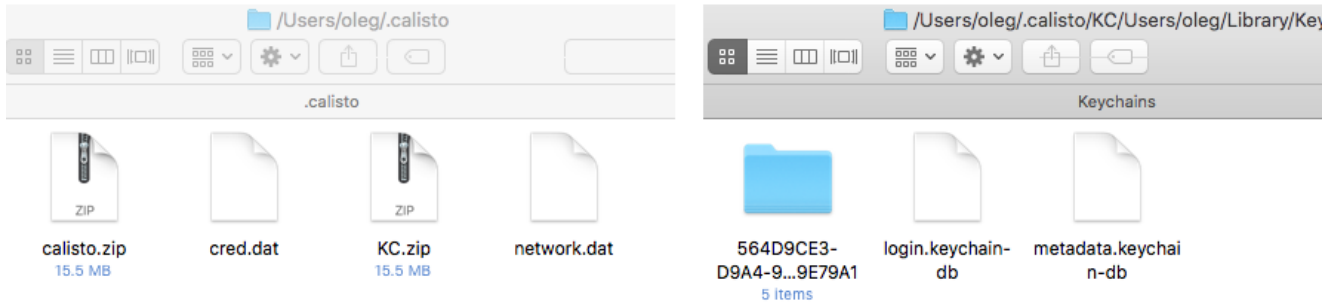 /Users/oleg/.calisto
.calisto
ZIP
ZIP
calisto.zip
cred.dat
KC.zip
network.dat
15.5 MB
15.5 MB
/Users/oleg/.calisto/KC/Users/oleg/Library/Key
Keychains
564D9CE3-
D9A4-9...9E79A1
5 items
login.keychain-
db
metadata.keychai
n-db